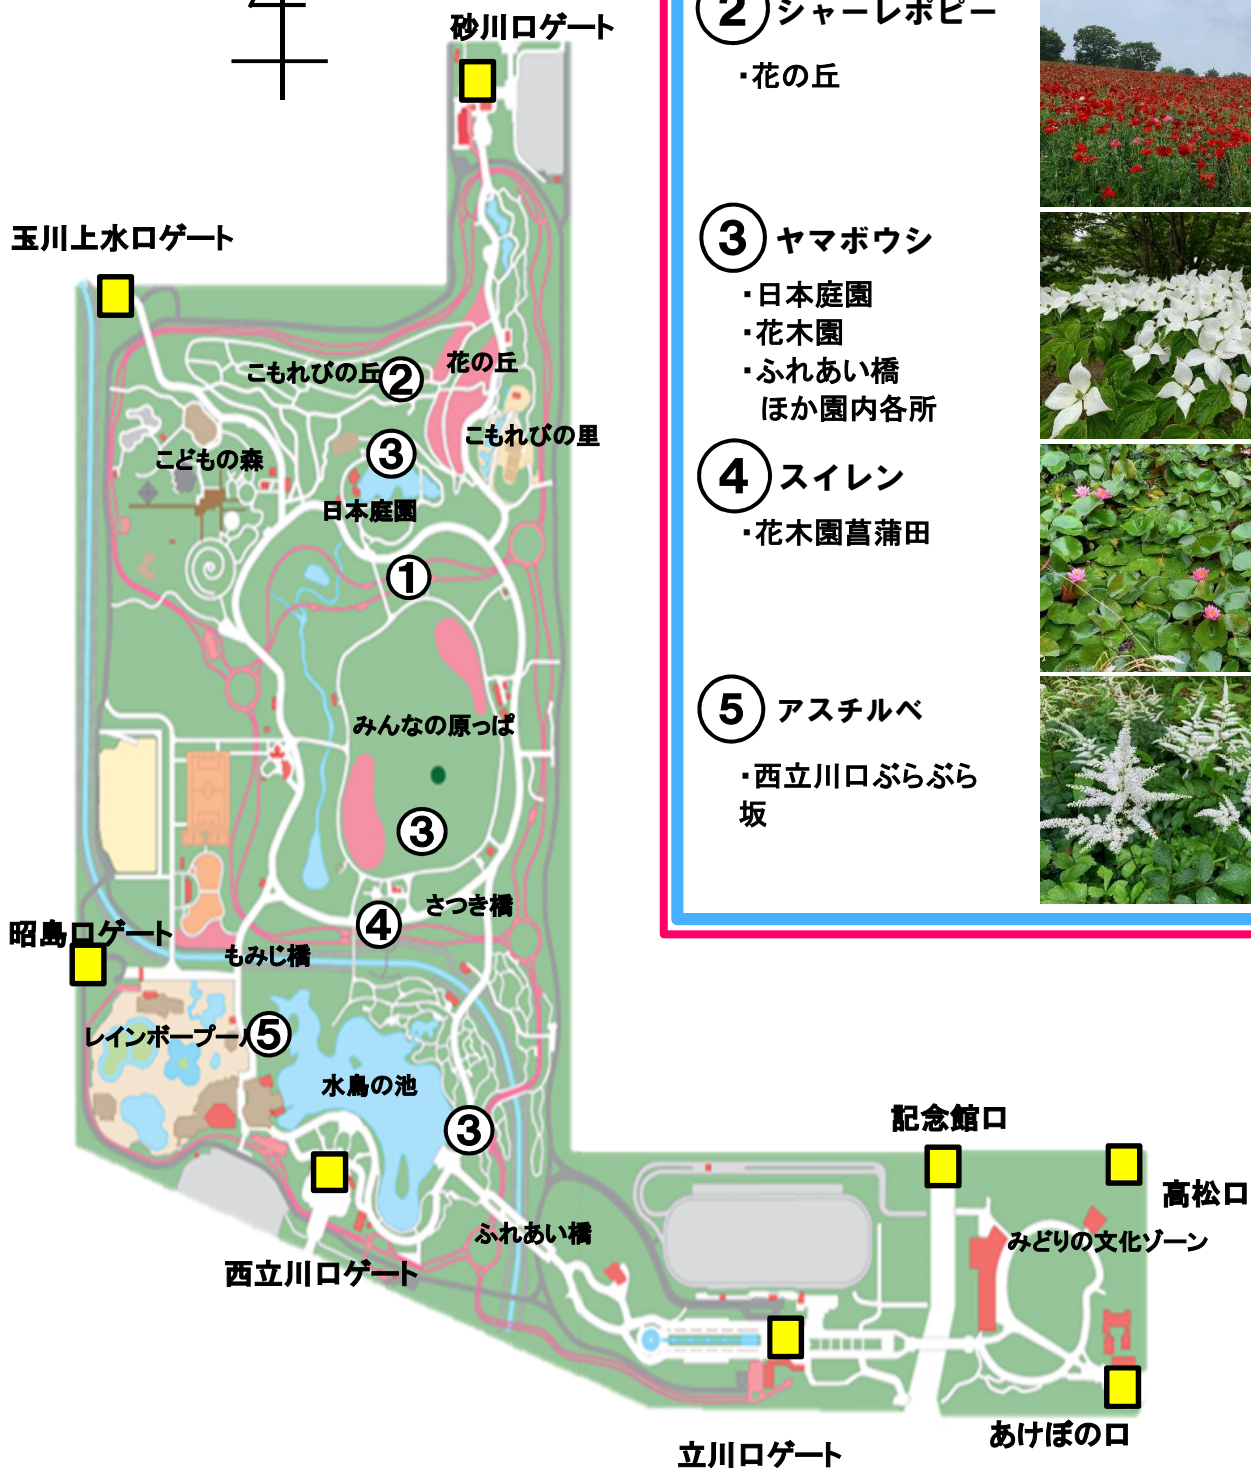 砂川口ゲート
玉川上水口ゲート
こもれびの丘
②
花の丘
こもれびの里
③
こどもの森
日本庭園
①
みんなの原っぱ
③
さつき橋
④
昭島口ゲート
もみじ橋
レインボープール
⑤
水鳥の池
③
ふれあい橋
西立川口ゲート
記念館口
高松口
みどりの文化ゾーン
あけぼの口
立川口ゲート
② シャーレポピー
・花の丘
③ ヤマボウシ
・日本庭園
・花木園
・ふれあい橋
ほか園内各所
④ スイレン
・花木園菖蒲田
⑤ アスチルベ
・西立川口ぶらぶら
坂